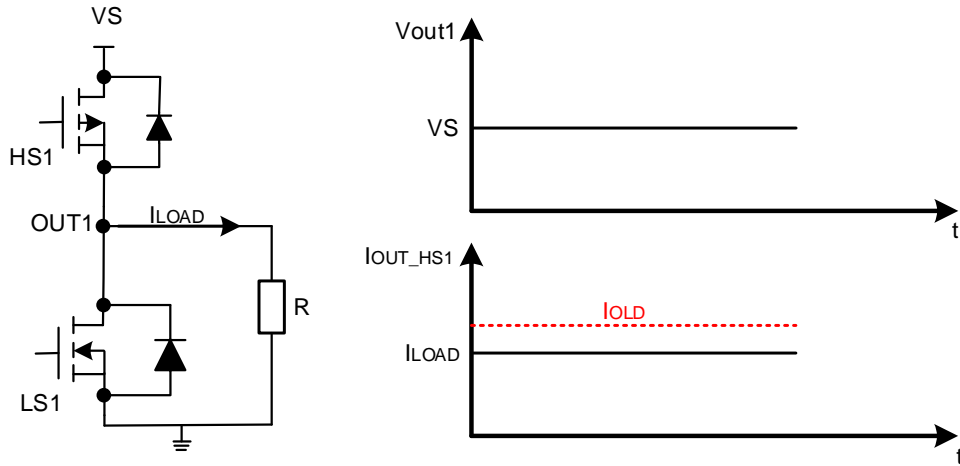 VS
HS1
OUT1
ILOAD
R
LS1
Vout1
VS
t
IOUT_HS1
IOLD
ILOAD
t